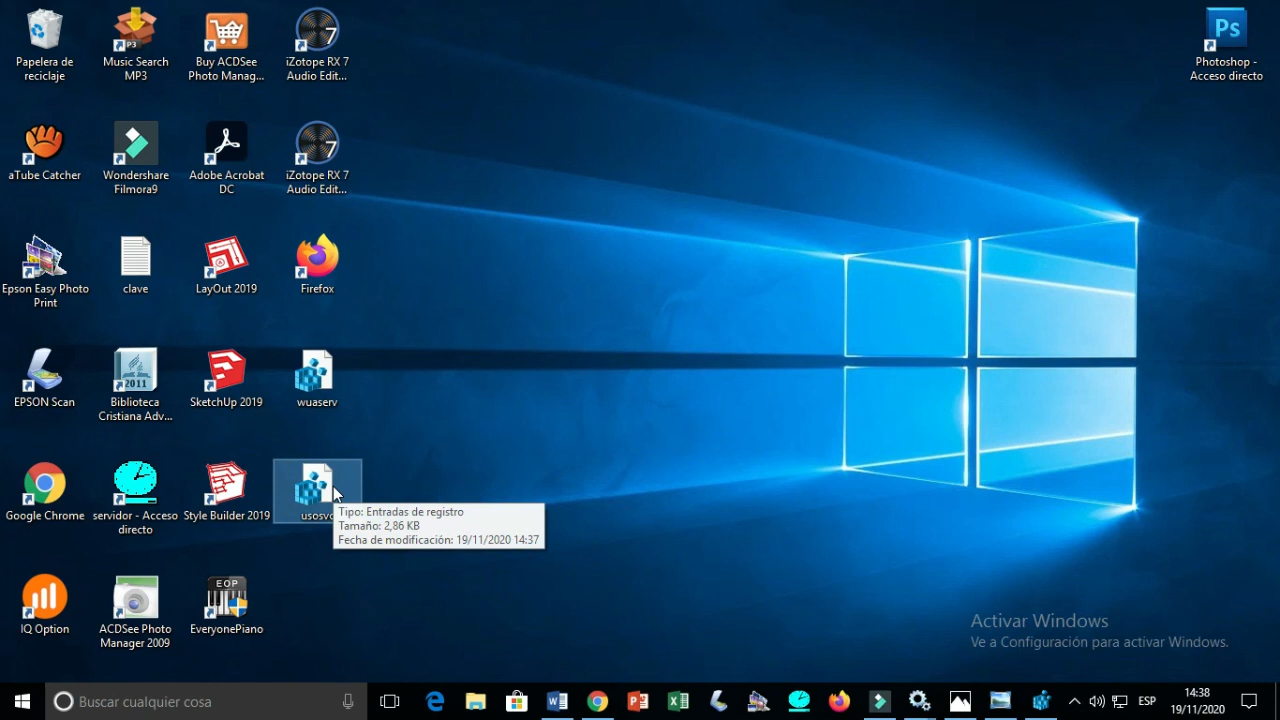 Papelera de
reciclaje
Music Search
MP3
P3
Buy ACDSee
Photo Manag...
iZotope RX 7
Audio Edit...
7
Ps
Photoshop -
Acceso directo
aTube Catcher
Wondershare
Filmora9
Adobe Acrobat
DC
iZotope RX 7
Audio Edit...
7
Epson Easy Photo
Print
clave
LayOut 2019
Firefox
EPSON Scan
2011
Biblioteca
Cristiana Adv...
SketchUp 2019
wuaserv
Google Chrome
servidor - Acceso
directo
Style Builder 2019
Tipo: Entradas de registro
Tamaño: 2,86 KB
Fecha de modificación: 19/11/2020 14:37
IQ Option
ACDSee Photo
Manager 2009
EOP
EveryonePiano
Activar Windows
Ve a Configuración para activar Windows.
Buscar cualquier cosa
ESP
14:38
19/11/2020